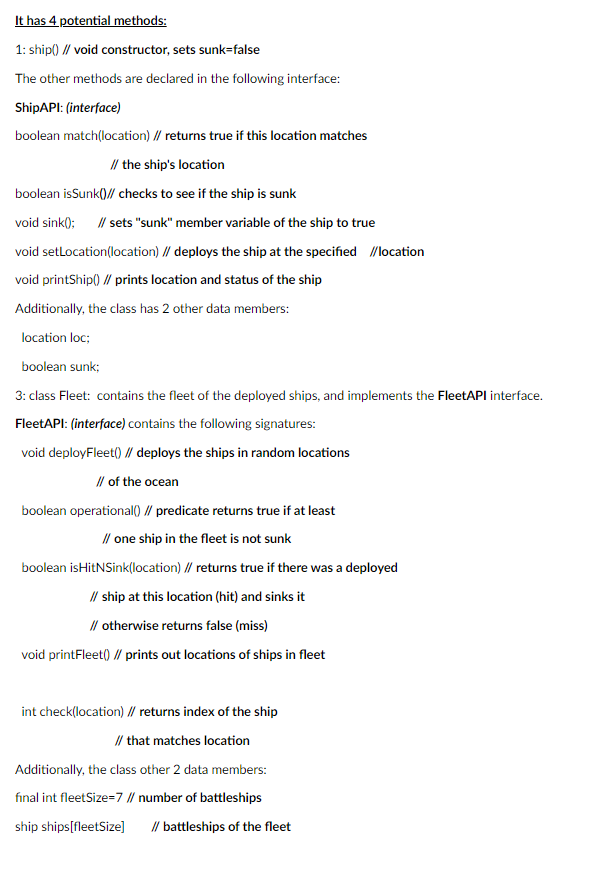 It has 4 potential methods:
1: ship() // void constructor, sets sunk=false
The other methods are declared in the following interface:
ShipAPI: (interface)
boolean match(location) // returns true if this location matches
// the ship's location
boolean isSunk()// checks to see if the ship is sunk
void sink(); // sets "sunk" member variable of the ship to true
void setLocation(location) // deploys the ship at the specified //location
void printShip() // prints location and status of the ship
Additionally, the class has 2 other data members:
location loc;
boolean sunk;
3: class Fleet: contains the fleet of the deployed ships, and implements the FleetAPI interface.
FleetAPI: (interface) contains the following signatures:
void deployFleet() // deploys the ships in random locations
// of the ocean
boolean operational() // predicate returns true if at least
// one ship in the fleet is not sunk
boolean isHitNSink(location) // returns true if there was a deployed
// ship at this location (hit) and sinks it
// otherwise returns false (miss)
void printFleet() // prints out locations of ships in fleet
int check(location) // returns index of the ship
// that matches location
Additionally, the class other 2 data members:
final int fleetSize=7 // number of battleships
ship ships[fleetSize] // battleships of the fleet